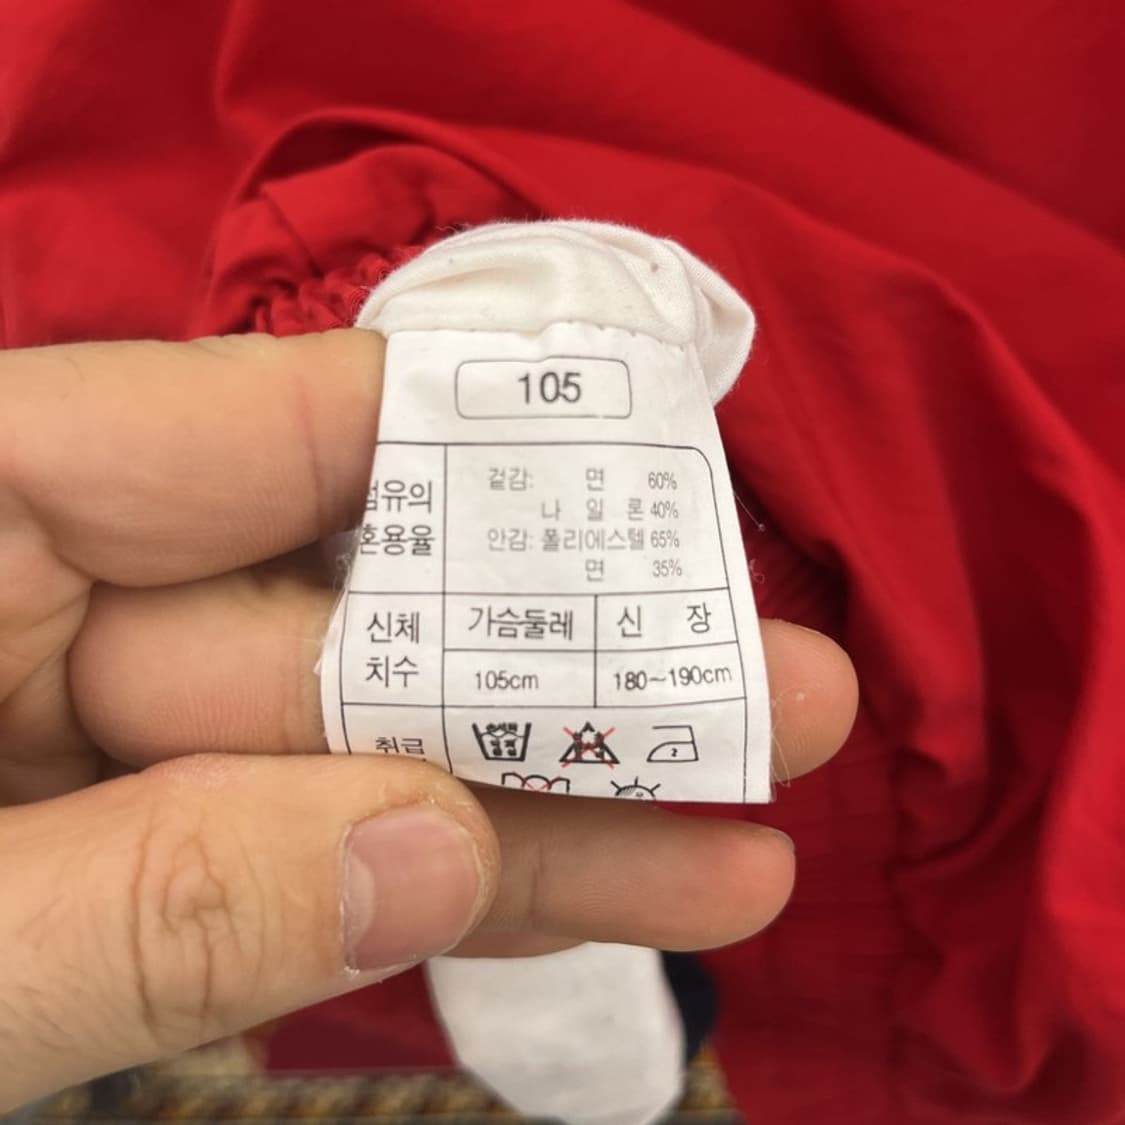 105
섬유의
혼용율
겉감: 면 60%
나 일 론 40%
안감: 폴리에스텔 65%
면 35%
신체
치수
가슴둘레 신 장
105cm 180~190cm
취급
2